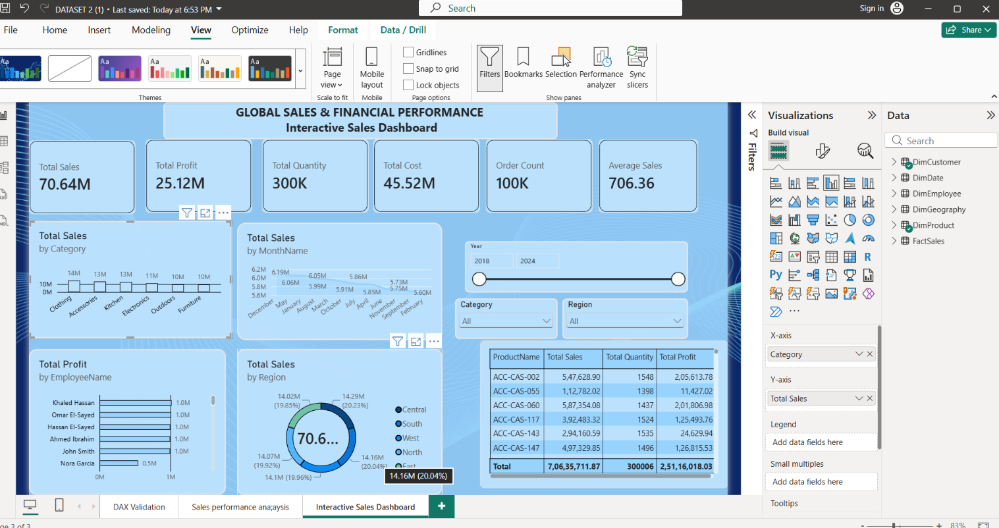 DATASET 2 (1) • Last saved: Today at 6:53 PM
Search
Sign in
File Home Insert Modeling View Optimize Help Format Data / Drill
Share
Aa Aa Aa Aa Aa
Themes
Page view
Scale to fit
Mobile layout
Mobile
Gridlines
Snap to grid
Lock objects
Page options
Filters
Bookmarks
Selection
Performance analyzer
Sync slicers
Show panes
GLOBAL SALES & FINANCIAL PERFORMANCE
Interactive Sales Dashboard
Total Sales
70.64M
Total Profit
25.12M
Total Quantity
300K
Total Cost
45.52M
Order Count
100K
Average Sales
706.36
Total Sales
by Category
14M 13M 13M 11M 10M 10M
10M
0M
Clothing Accessories Kitchen Electronics Outdoors Furniture
Total Sales
by MonthName
6.2M
6.0M
5.8M
5.6M
6.19M 6.06M 6.05M 5.99M 5.91M 5.86M 5.85M 5.73M 5.75M 5.60M
December May January August March October July April June November September February
Year
2018 2024
Category
All
Region
All
Total Profit
by EmployeeName
Khaled Hassan 1.0M
Omar El-Sayed 1.0M
Hassan El-Sayed 1.0M
Ahmed Ibrahim 1.0M
John Smith 1.0M
Nora Garcia 0.5M
0M 1M
Total Sales
by Region
14.02M
(19.85%)
14.29M
(20.23%)
70.6...
14.07M
(19.92%)
14.1M (19.96%)
14.16M
(20.04%)
Central
South
West
North
East
14.16M (20.04%)
ProductName Total Sales Total Quantity Total Profit
ACC-CAS-002 5,47,628.90 1548 2,05,613.78
ACC-CAS-055 1,12,782.02 1398 11,427.02
ACC-CAS-060 5,87,354.08 1437 2,01,806.98
ACC-CAS-117 3,92,483.32 1524 1,25,493.76
ACC-CAS-143 2,94,160.59 1535 24,629.94
ACC-CAS-147 4,97,329.85 1496 1,26,815.53
Total 7,06,35,711.87 300006 2,51,16,018.03
Filters
Visualizations
Build visual
R
Py
X-axis
Category
Y-axis
Total Sales
Legend
Add data fields here
Small multiples
Add data fields here
Tooltips
Data
Search
DimCustomer
DimDate
DimEmployee
DimGeography
DimProduct
FactSales
DAX Validation
Sales performance ana;aysis
Interactive Sales Dashboard
83%